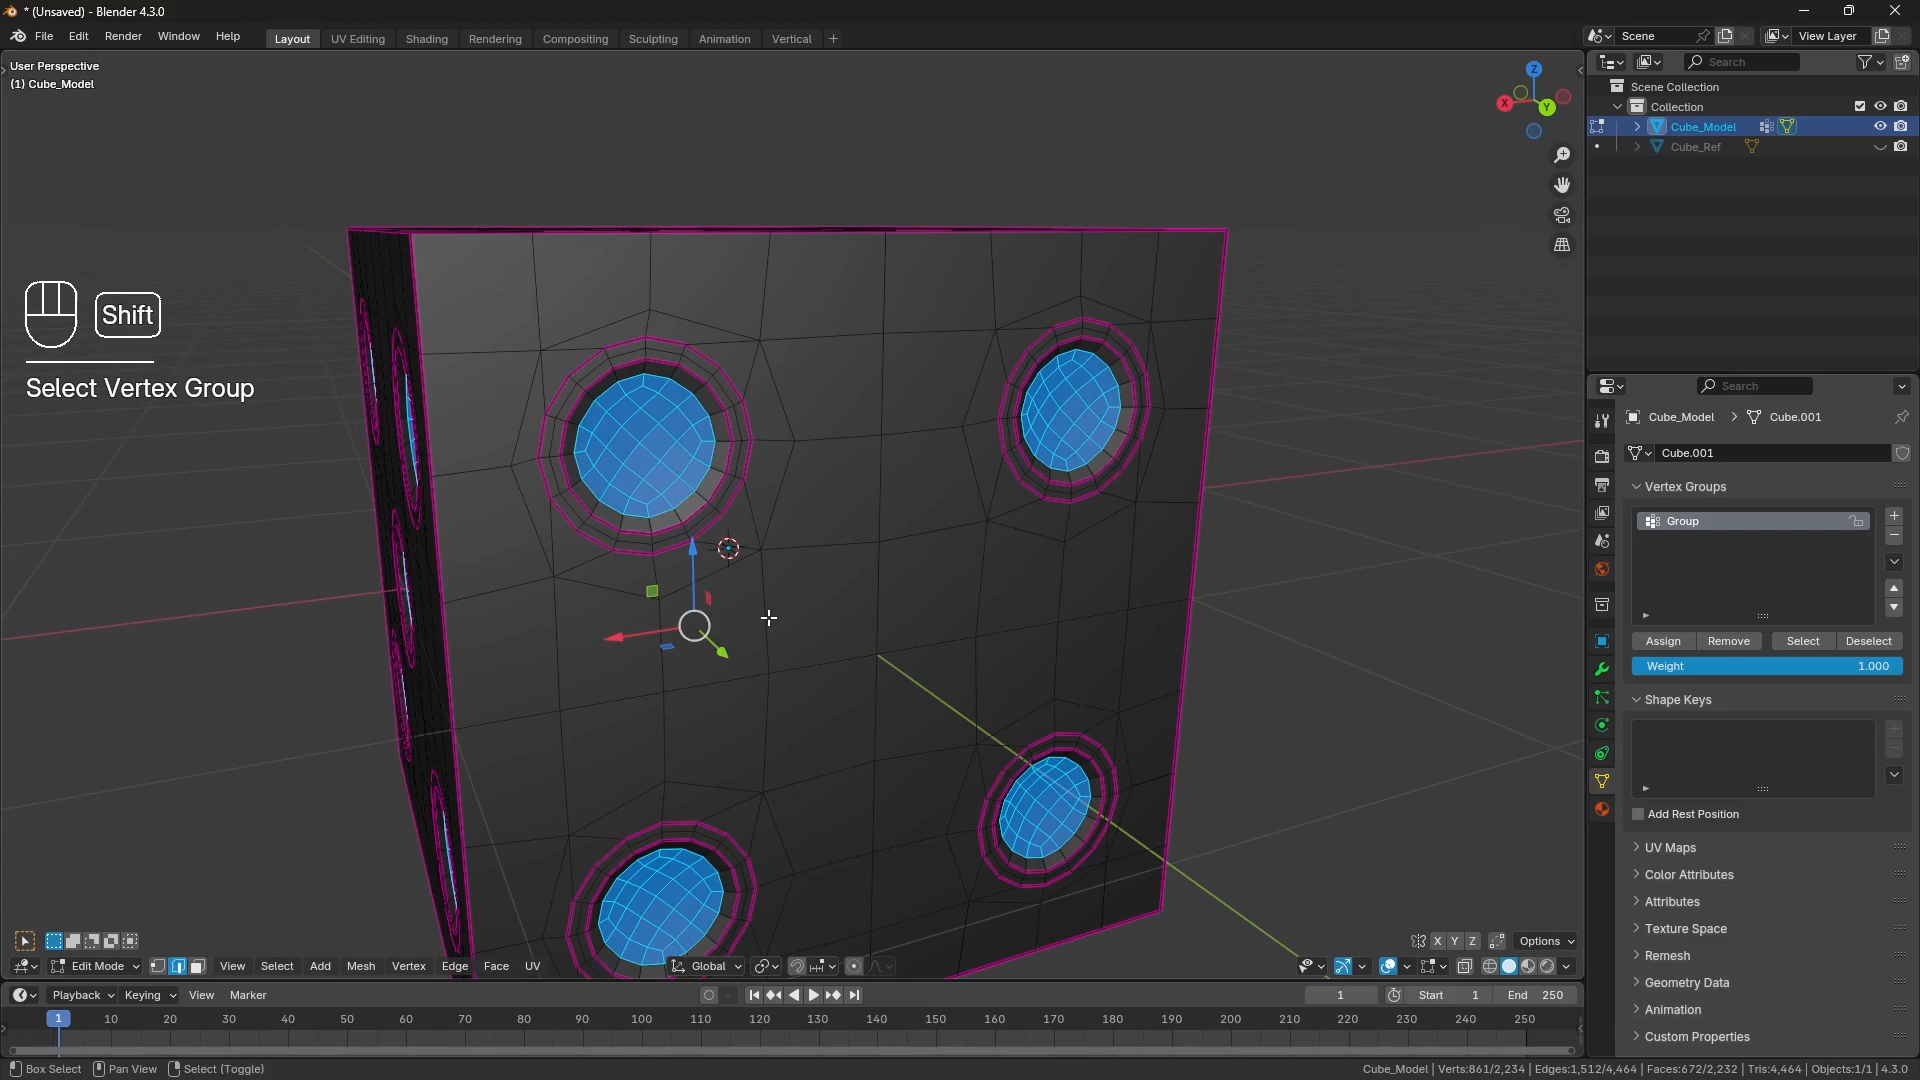 * (Unsaved) - Blender 4.3.0
File Edit Render Window Help Layout UV Editing Shading Rendering Compositing Sculpting Animation Vertical + Scene View Layer
User Perspective
(1) Cube_Model
Z
X
Y
Shift
Select Vertex Group
Search
Scene Collection
Collection
Cube_Model
Cube_Ref
Search
Cube_Model > Cube.001
Cube.001
Vertex Groups
Group
Assign Remove Select Deselect
Weight 1.000
Shape Keys
Add Rest Position
UV Maps
Color Attributes
Attributes
Texture Space
Remesh
Geometry Data
Animation
Custom Properties
X Y Z Options
Edit Mode View Select Add Mesh Vertex Edge Face UV Global
Playback Keying View Marker 1 Start 1 End 250
1 10 20 30 40 50 60 70 80 90 100 110 120 130 140 150 160 170 180 190 200 210 220 230 240 250
Box Select Pan View Select (Toggle) Cube_Model | Verts:861/2,234 | Edges:1,512/4,464 | Faces:672/2,232 | Tris:4,464 | Objects:1/1 | 4.3.0